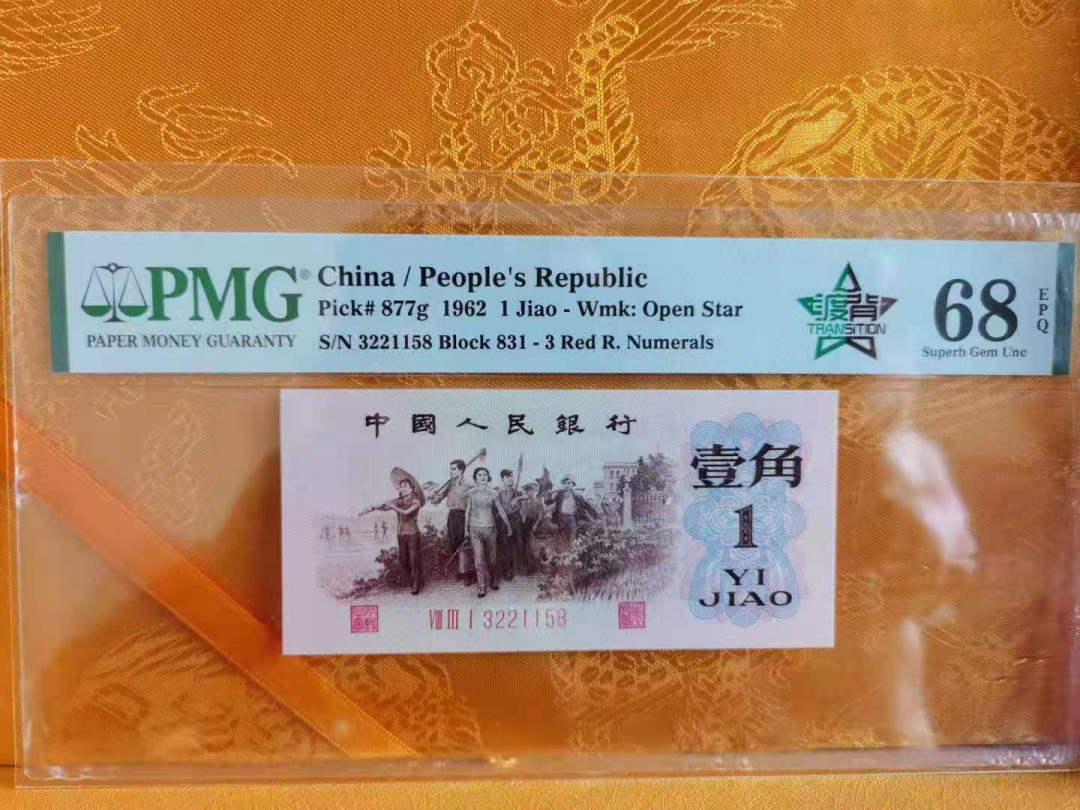 PMG®
PAPER MONEY GUARANTY
China / People's Republic
Pick# 877g 1962 1 Jiao - Wmk: Open Star
S/N 3221158 Block 831 - 3 Red R. Numerals
渡背
TRANSITION
68
EPQ
Superb Gem Unc
中國人民銀行
壹角
1
YI
JIAO
VIII III I 3221158